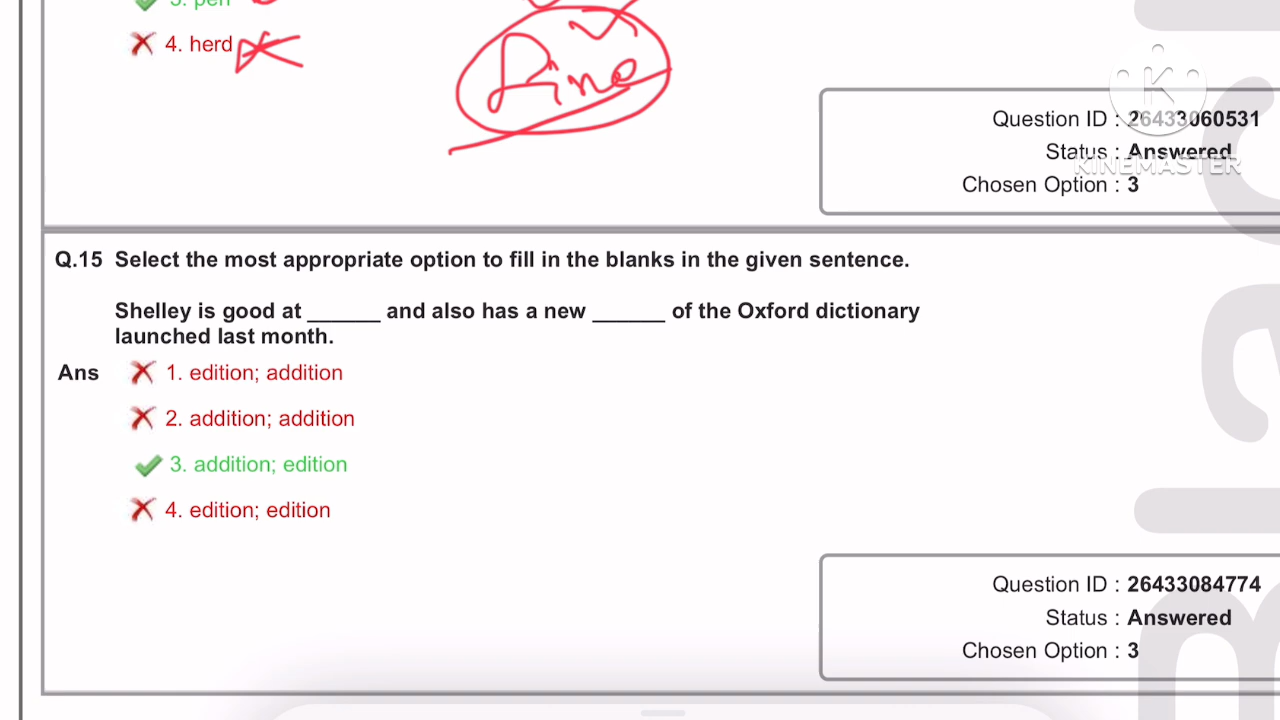 3. pen
4. herd
Line
Question ID : 26433060531
Status : Answered
Chosen Option : 3
KINEMASTER
Q.15 Select the most appropriate option to fill in the blanks in the given sentence.
Shelley is good at ______ and also has a new ______ of the Oxford dictionary
launched last month.
Ans
1. edition; addition
2. addition; addition
3. addition; edition
4. edition; edition
Question ID : 26433084774
Status : Answered
Chosen Option : 3